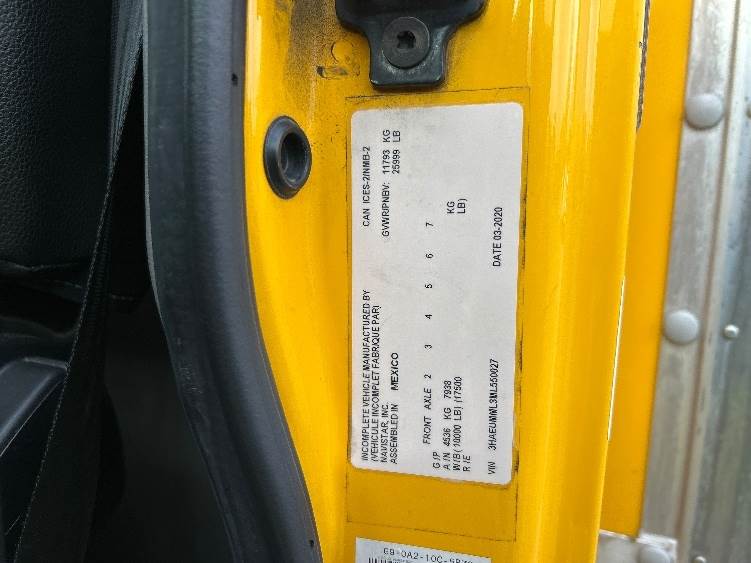 INCOMPLETE VEHICLE MANUFACTURED BY
(VEHICULE INCOMPLET FABRIQUE PAR)
NAVISTAR, INC.
ASSEMBLED IN MEXICO
CAN ICES-2/NMB-2
GVWR/PNBV: 11793 KG
25999 LB
FRONT AXLE 2 3 4 5 6 7
G/P
A/N 4536 KG 7938 KG
W/B (10000 LB) (17500 LB)
R/E
VIN 3HAEUMML3ML550627 DATE 03-2020